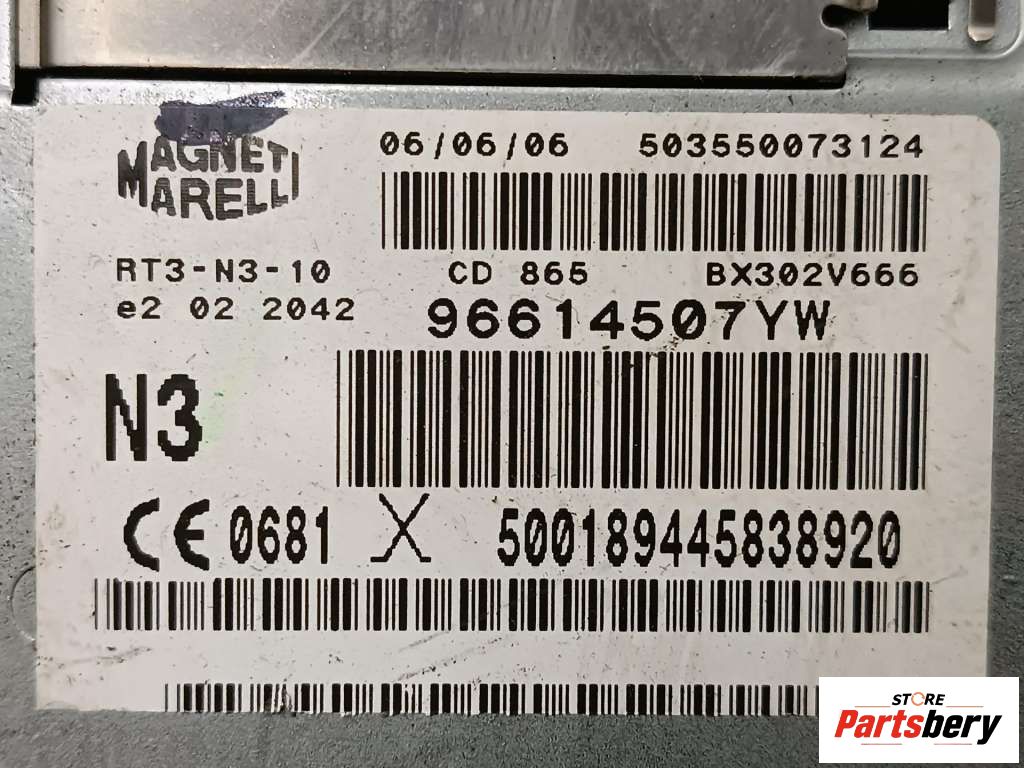 MAGNETI
MARELLI
06/06/06 503550073124
RT3-N3-10 CD 865 BX302V666
e2 02 2042 96614507YW
N3
CE 0681 500189445838920
STORE
Partsbery